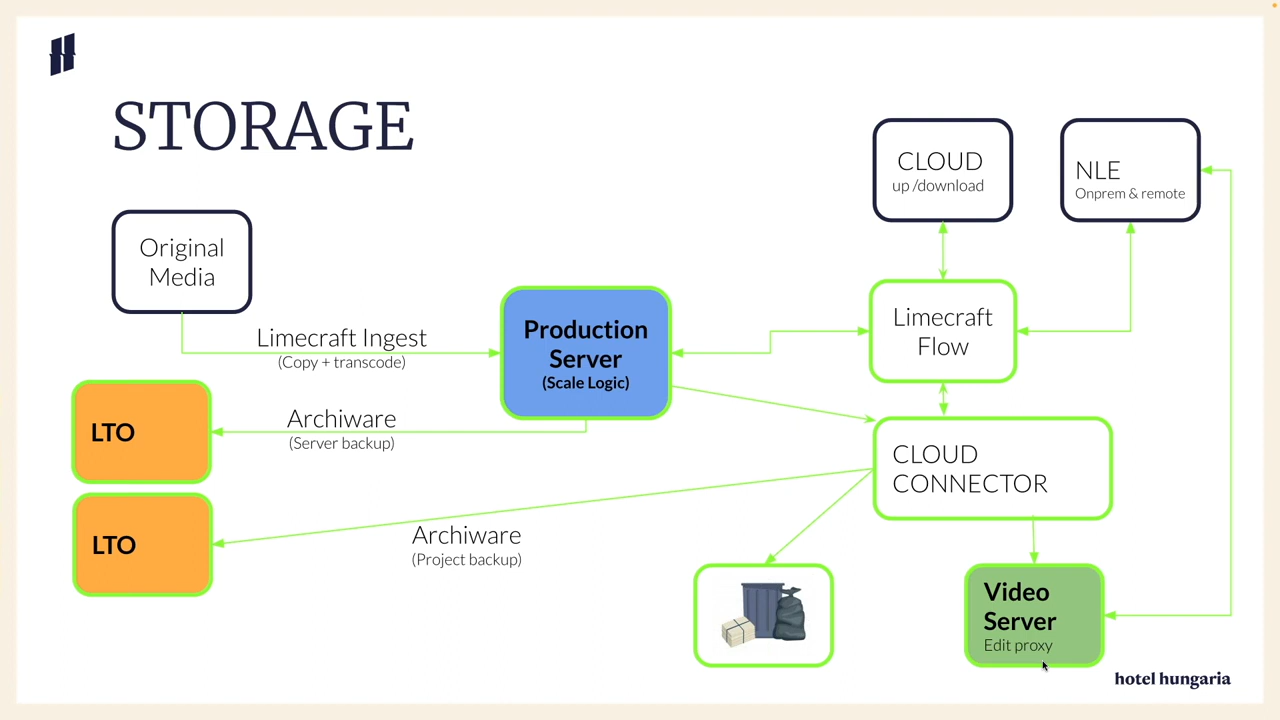 STORAGE
CLOUD
up /download
NLE
Onprem & remote
Original
Media
Limecraft Ingest
(Copy + transcode)
Production
Server
(Scale Logic)
Limecraft
Flow
LTO
Archiware
(Server backup)
CLOUD
CONNECTOR
LTO
Archiware
(Project backup)
Video
Server
Edit proxy
hotel hungaria